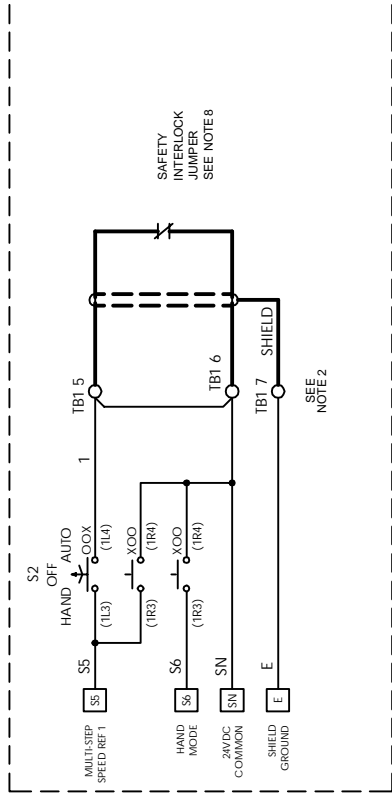 S2
OFF
HAND
AUTO
MULTI-STEP
SPEED REF 1
S5
S5
OOX
(1L3)
(1L4)
1
TB1 5
XOO
(1R3)
(1R4)
HAND
MODE
S6
S6
XOO
(1R3)
(1R4)
24VDC
COMMON
SN
SN
TB1 6
SHIELD
GROUND
E
E
TB1 7
SHIELD
SEE
NOTE 2
SAFETY
INTERLOCK
JUMPER
SEE NOTE 8